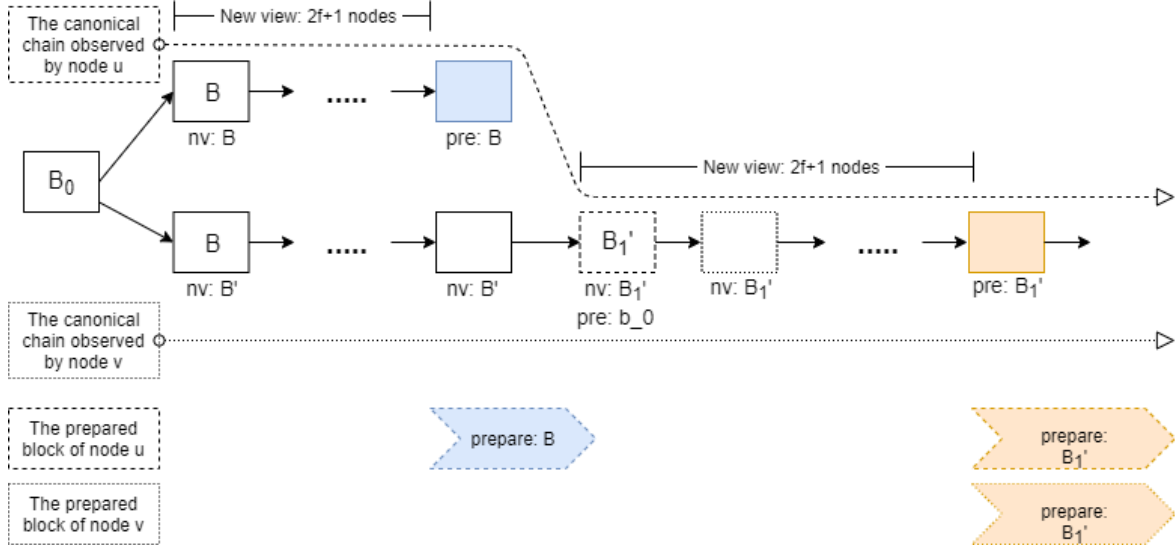 The canonical
chain observed
by node u
New view: 2f+1 nodes
B
.....
nv: B
pre: B
B0
New view: 2f+1 nodes
B
.....
B1'
.....
nv: B'
nv: B'
nv: B1'
nv: B1'
pre: B1'
pre: b_0
The canonical
chain observed
by node v
The prepared
block of node u
prepare: B
prepare:
B1'
The prepared
block of node v
prepare:
B1'